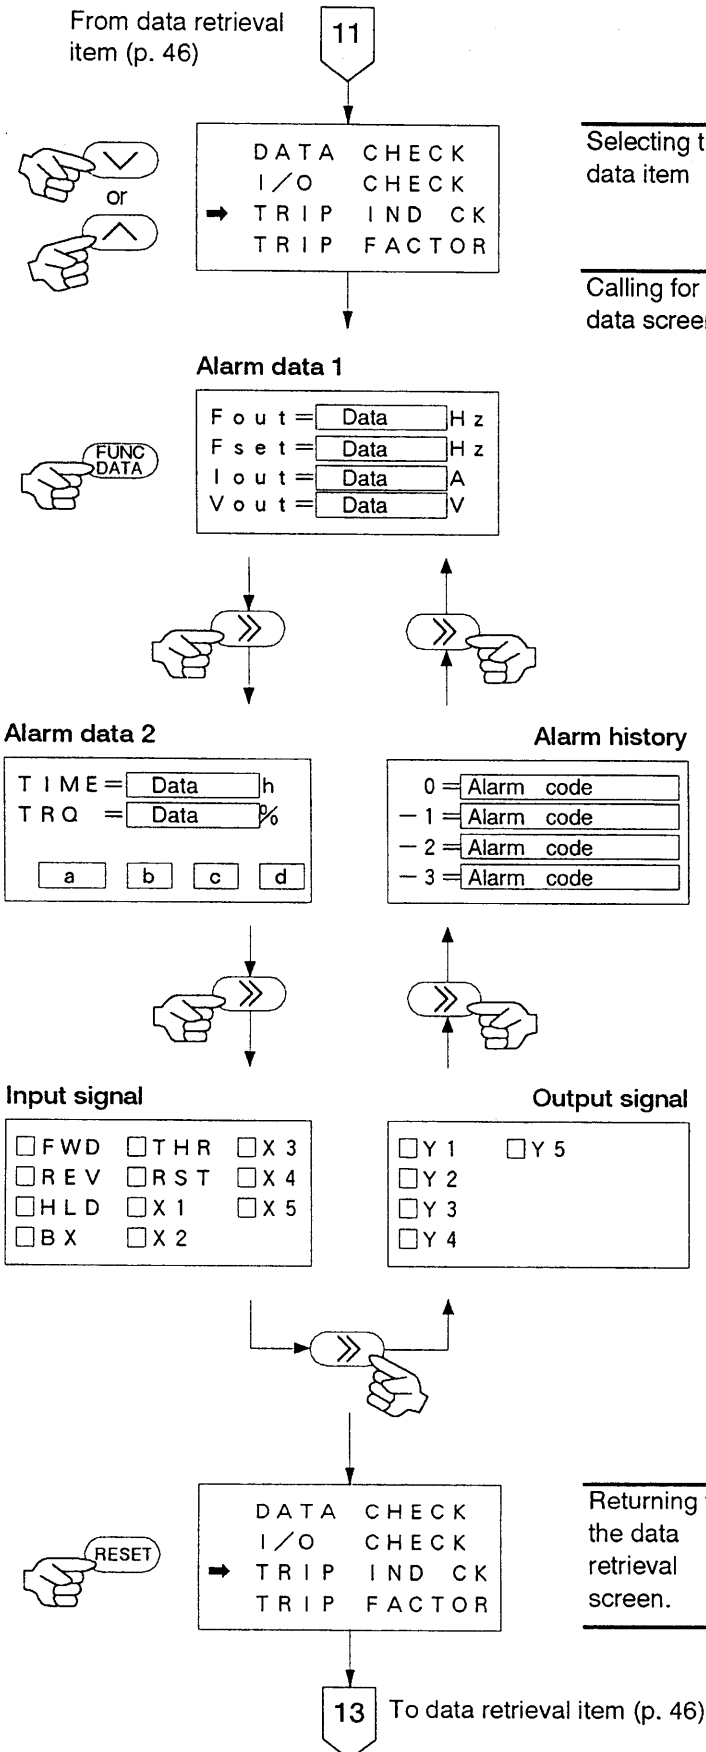 From data retrieval
item (p. 46)
11
or
DATA CHECK
I/O CHECK
➡ TRIP IND CK
TRIP FACTOR
Selecting t
data item
Calling for
data screen
Alarm data 1
FUNC
DATA
Fout= Data Hz
Fset= Data Hz
Iout= Data A
Vout= Data V
Alarm data 2
TIME= Data h
TRQ = Data %
a b c d
Alarm history
0= Alarm code
-1= Alarm code
-2= Alarm code
-3= Alarm code
Input signal
□FWD □THR □X3
□REV □RST □X4
□HLD □X1 □X5
□BX □X2
Output signal
□Y1 □Y5
□Y2
□Y3
□Y4
RESET
DATA CHECK
I/O CHECK
➡ TRIP IND CK
TRIP FACTOR
Returning
the data
retrieval
screen.
13
To data retrieval item (p. 46)